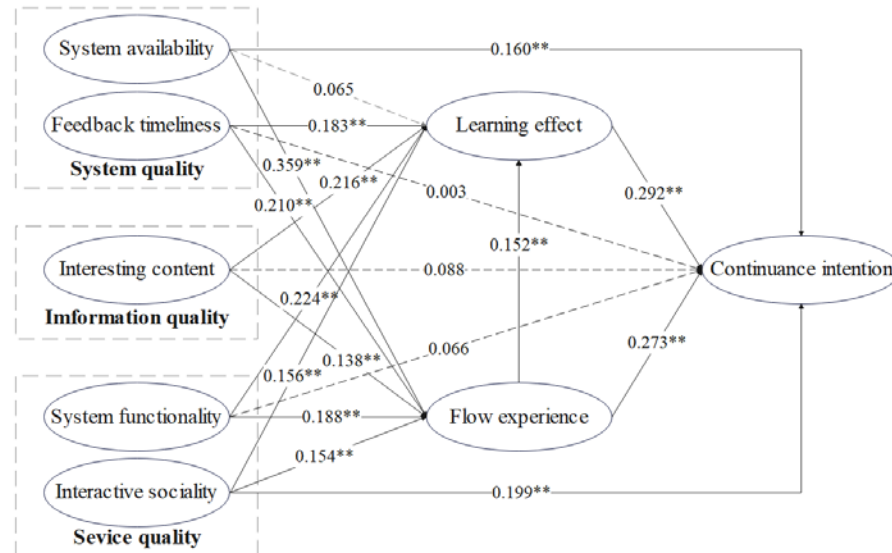 System availability
0.160**
0.065
Feedback timeliness
0.183**
Learning effect
System quality
0.359**
0.216**
0.003
0.292**
0.210**
0.152**
Interesting content
0.088
Continuance intention
Imformation quality
0.224**
0.066
0.138**
0.273**
0.156**
System functionality
0.188**
Flow experience
0.154**
Interactive sociality
0.199**
Sevice quality